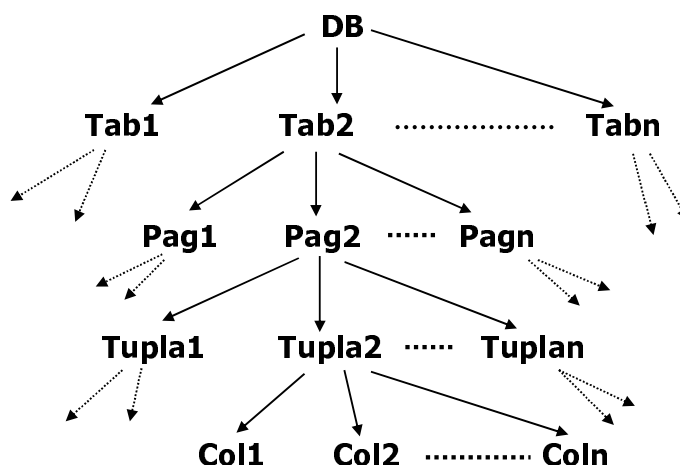 DB
Tab1 Tab2 Tabn
Pag1 Pag2 Pagn
Tupla1 Tupla2 Tuplan
Col1 Col2 Coln